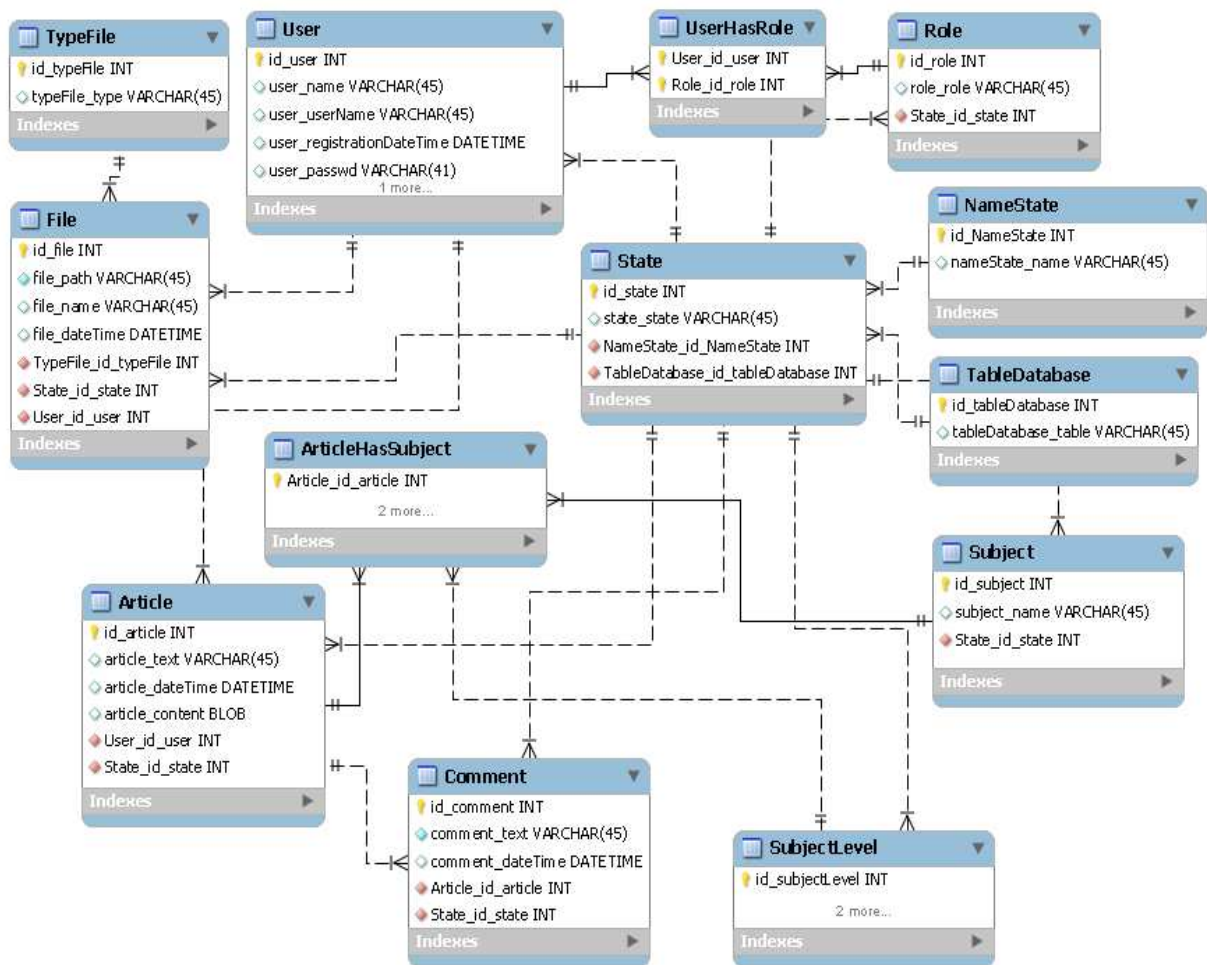 TypeFile
id_typeFile INT
typeFile_type VARCHAR(45)
Indexes
User
id_user INT
user_name VARCHAR(45)
user_userName VARCHAR(45)
user_registrationDateTime DATETIME
user_passwd VARCHAR(41)
1 more...
Indexes
UserHasRole
User_id_user INT
Role_id_role INT
Indexes
Role
id_role INT
role_role VARCHAR(45)
State_id_state INT
Indexes
File
id_file INT
file_path VARCHAR(45)
file_name VARCHAR(45)
file_dateTime DATETIME
TypeFile_id_typeFile INT
State_id_state INT
User_id_user INT
Indexes
State
id_state INT
state_state VARCHAR(45)
NameState_id_NameState INT
TableDatabase_id_tableDatabase INT
Indexes
NameState
id_NameState INT
nameState_name VARCHAR(45)
Indexes
TableDatabase
id_tableDatabase INT
tableDatabase_table VARCHAR(45)
Indexes
ArticleHasSubject
Article_id_article INT
2 more...
Indexes
Subject
id_subject INT
subject_name VARCHAR(45)
State_id_state INT
Indexes
Article
id_article INT
article_text VARCHAR(45)
article_dateTime DATETIME
article_content BLOB
User_id_user INT
State_id_state INT
Indexes
Comment
id_comment INT
comment_text VARCHAR(45)
comment_dateTime DATETIME
Article_id_article INT
State_id_state INT
Indexes
SubjectLevel
id_subjectLevel INT
2 more...
Indexes